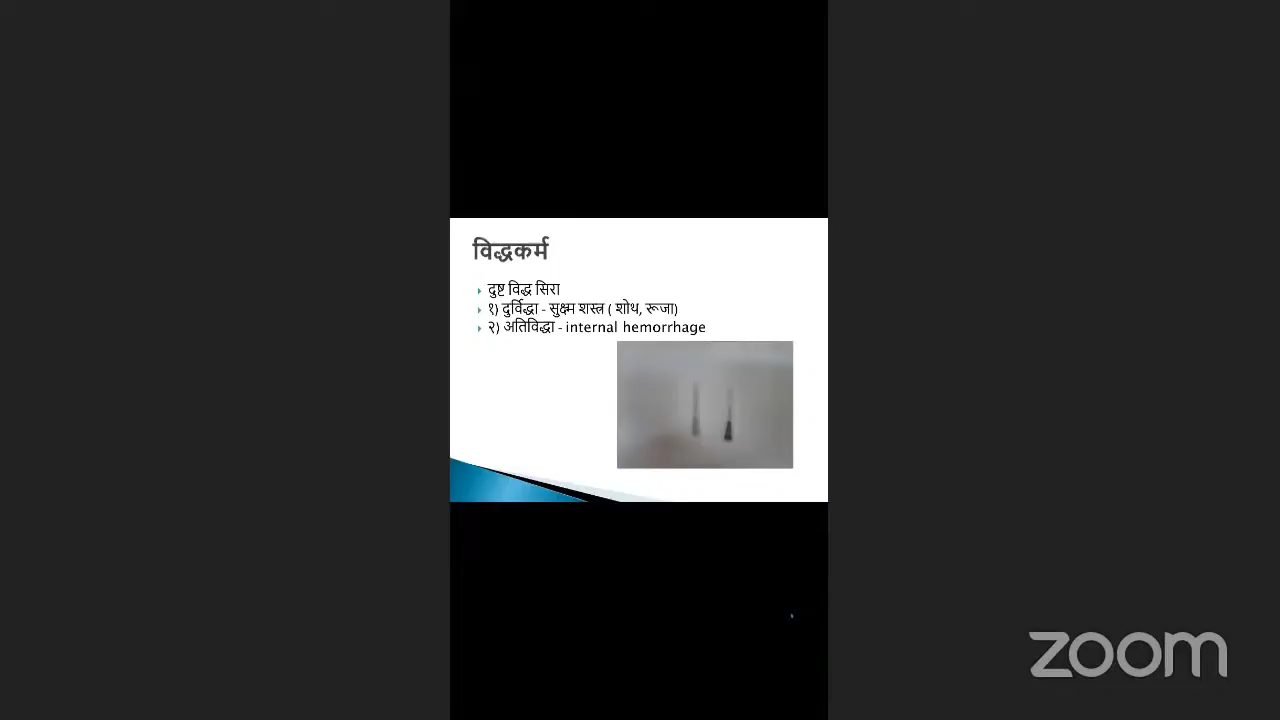 विद्धकर्म
दुष्ट विद्ध सिरा
१) दुर्विद्धा - सुक्ष्म शस्त्र ( शोथ, रूजा)
२) अतिविद्धा - internal hemorrhage
zoom